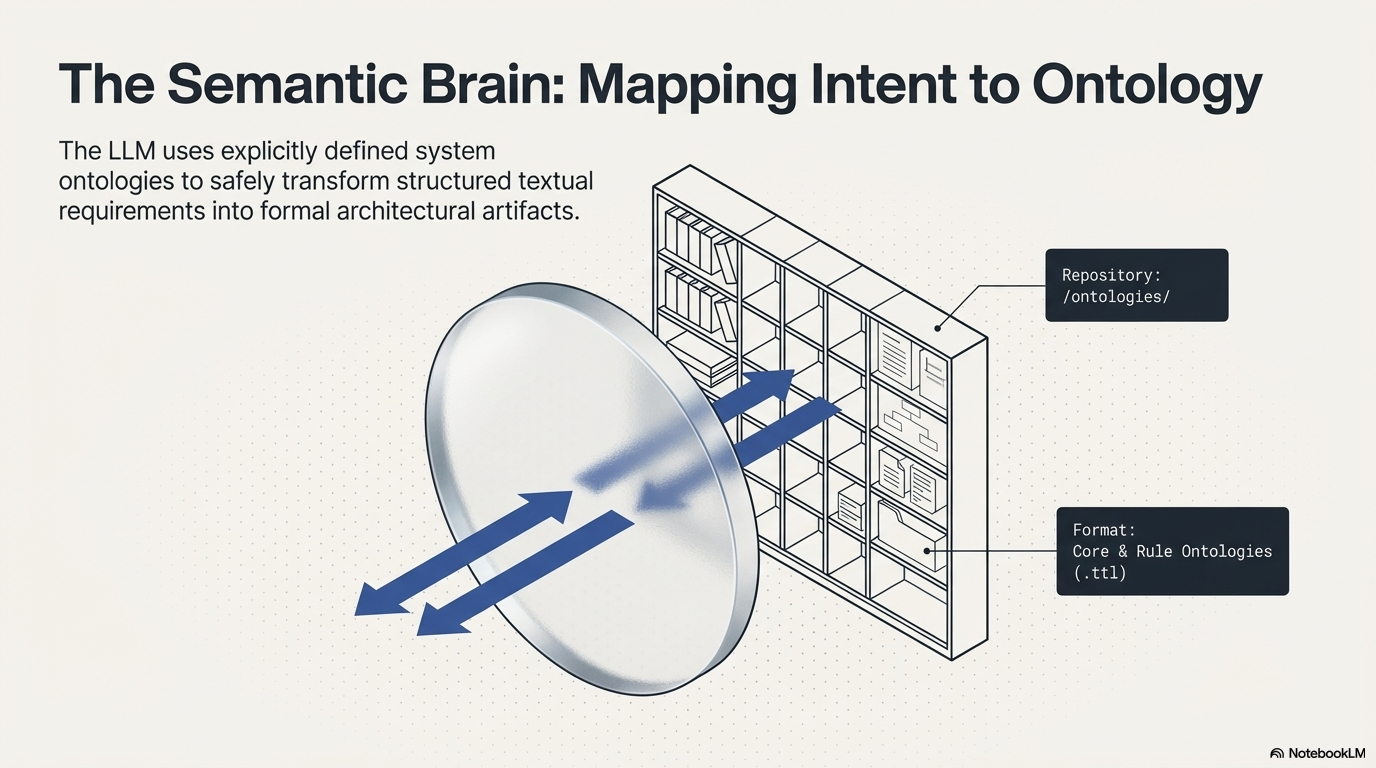 The Semantic Brain: Mapping Intent to Ontology
The LLM uses explicitly defined system
ontologies to safely transform structured textual
requirements into formal architectural artifacts.
Repository:
/ontologies/
Format:
Core & Rule Ontologies
(.ttl)
NotebookLM